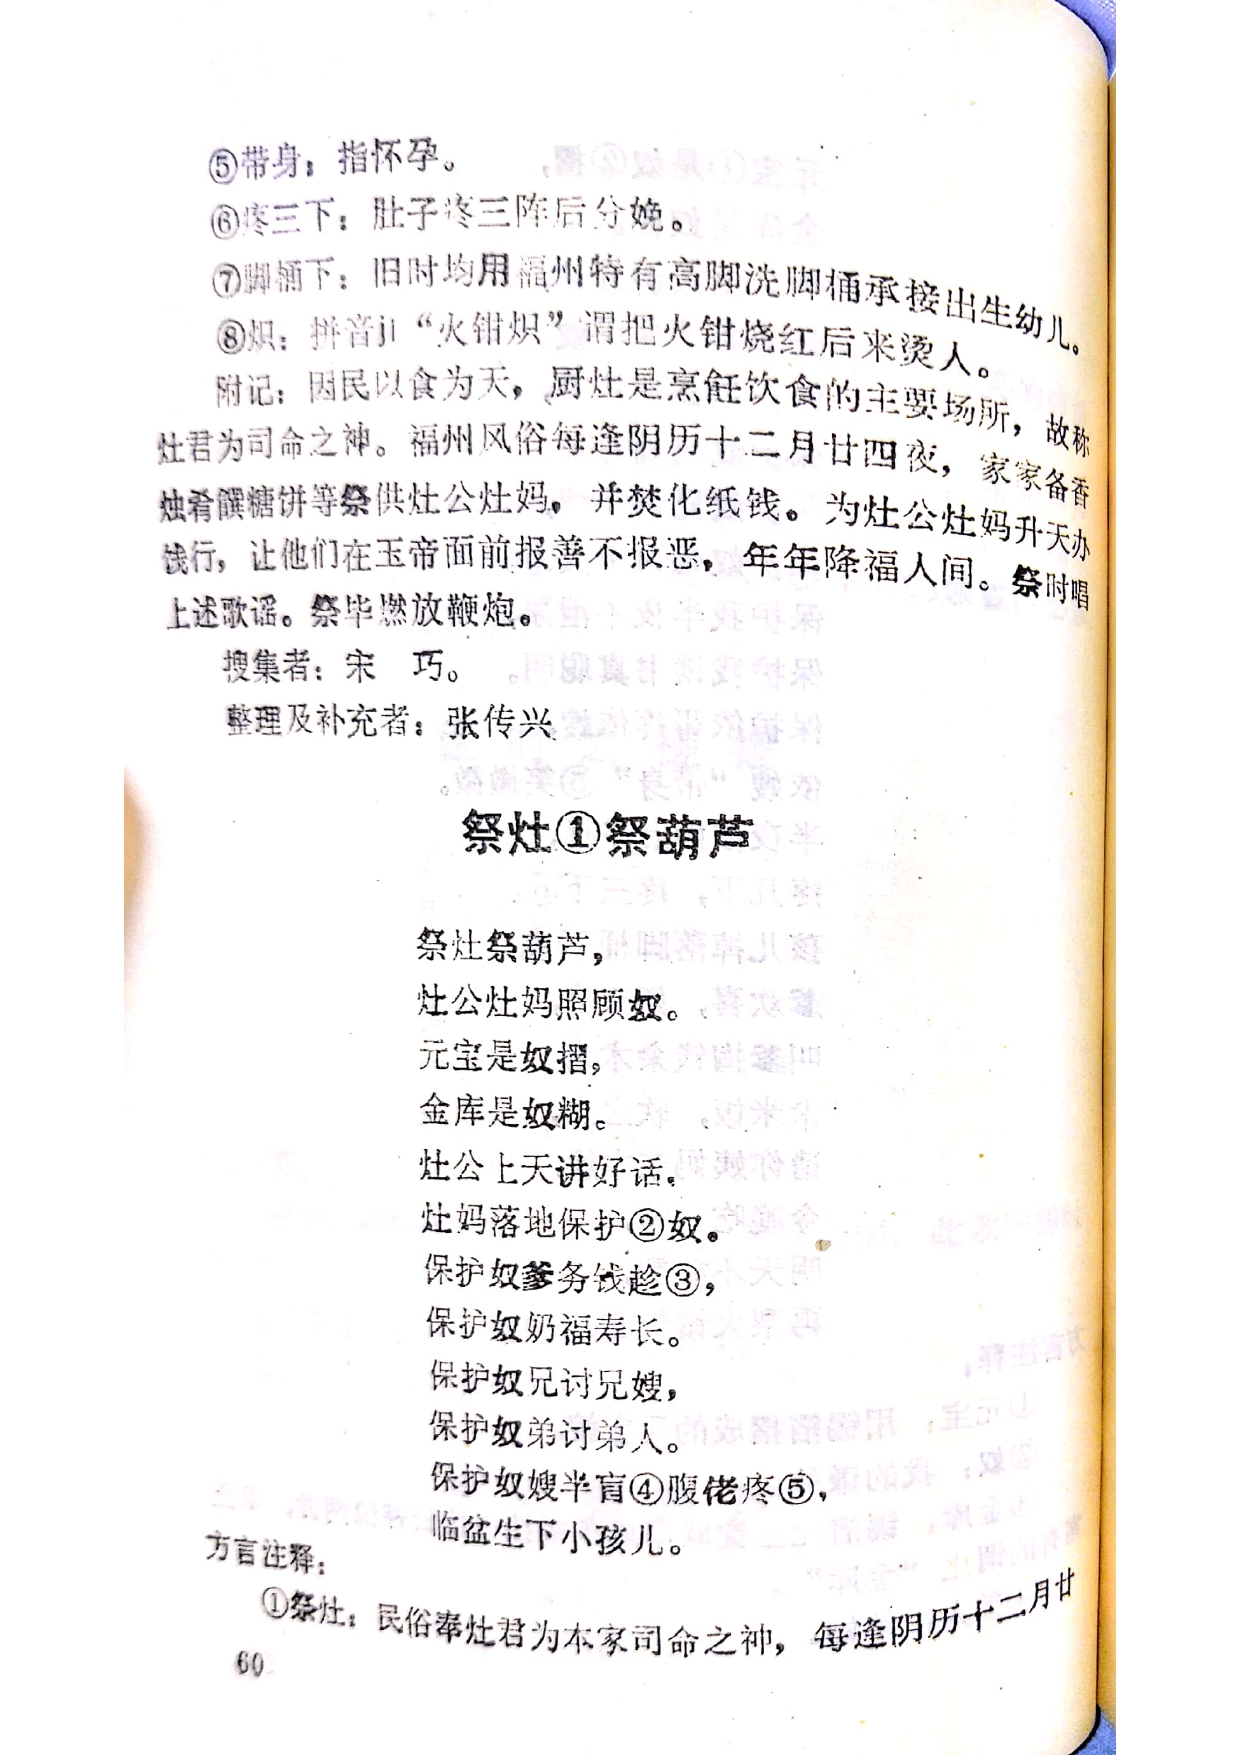 ⑤带身：指怀孕。
⑥疼三下：肚子疼三阵后分娩。
⑦脚桶下：旧时均用福州特有高脚洗脚桶承接出生幼儿。
⑧炽：拼音ji“火钳炽”谓把火钳烧红后来烫人。
附记：因民以食为天，厨灶是烹饪饮食的主要场所，故称
灶君为司命之神。福州风俗每逢阴历十二月廿四夜，家家备香
烛肴馔糖饼等祭供灶公灶妈，并焚化纸钱。为灶公灶妈升天办
饯行，让他们在玉帝面前报善不报恶，年年降福人间。祭时唱
上述歌谣。祭毕燃放鞭炮。
搜集者：宋　巧。
整理及补充者：张传兴
祭灶①祭葫芦
祭灶祭葫芦，
灶公灶妈照顾奴。
元宝是奴摺，
金库是奴糊。
灶公上天讲好话，
灶妈落地保护②奴。
保护奴爹务钱趁③，
保护奴奶福寿长。
保护奴兄讨兄嫂，
保护奴弟讨弟人。
保护奴嫂半盲④腹佬疼⑤，
临盆生下小孩儿。
方言注释：
①祭灶：民俗奉灶君为本家司命之神，每逢阴历十二月廿
60